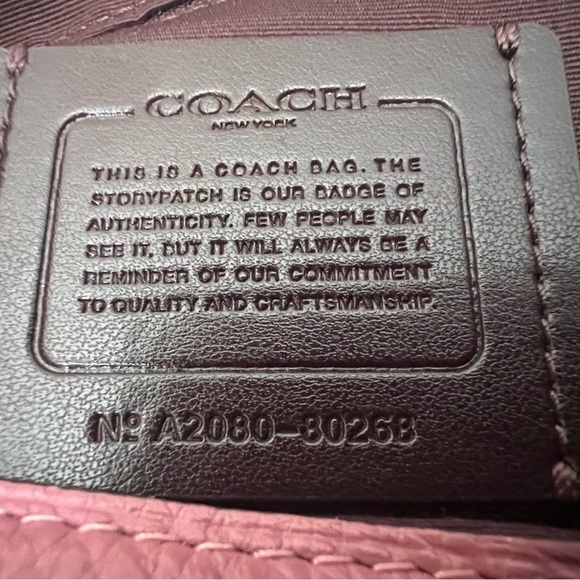 COACH
NEW YORK
THIS IS A COACH BAG. THE
STORYPATCH IS OUR BADGE OF
AUTHENTICITY. FEW PEOPLE MAY
SEE IT, BUT IT WILL ALWAYS BE A
REMINDER OF OUR COMMITMENT
TO QUALITY AND CRAFTSMANSHIP.
Nº A2080-80268